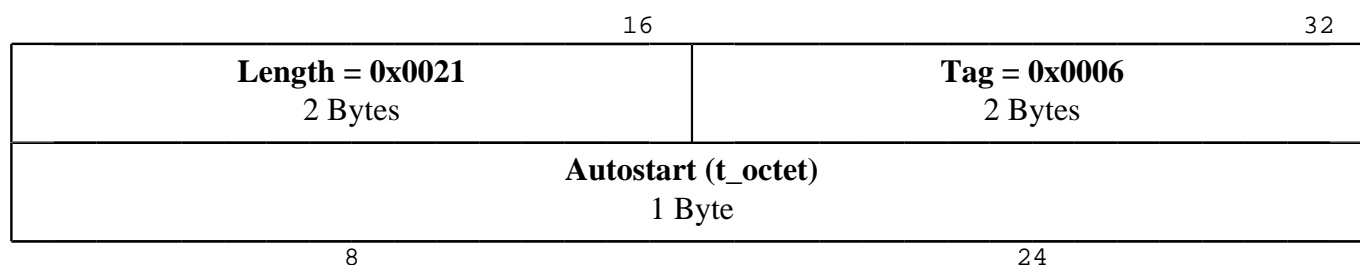 16 32
Length = 0x0021 Tag = 0x0006
2 Bytes 2 Bytes
Autostart (t_octet)
1 Byte
8 24